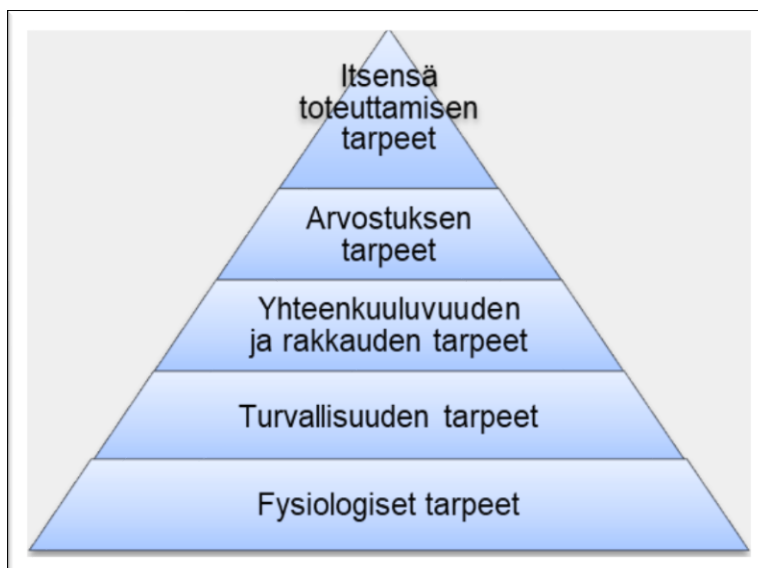 Itsensä
toteuttamisen
tarpeet
Arvostuksen
tarpeet
Yhteenkuuluvuuden
ja rakkauden tarpeet
Turvallisuuden tarpeet
Fysiologiset tarpeet